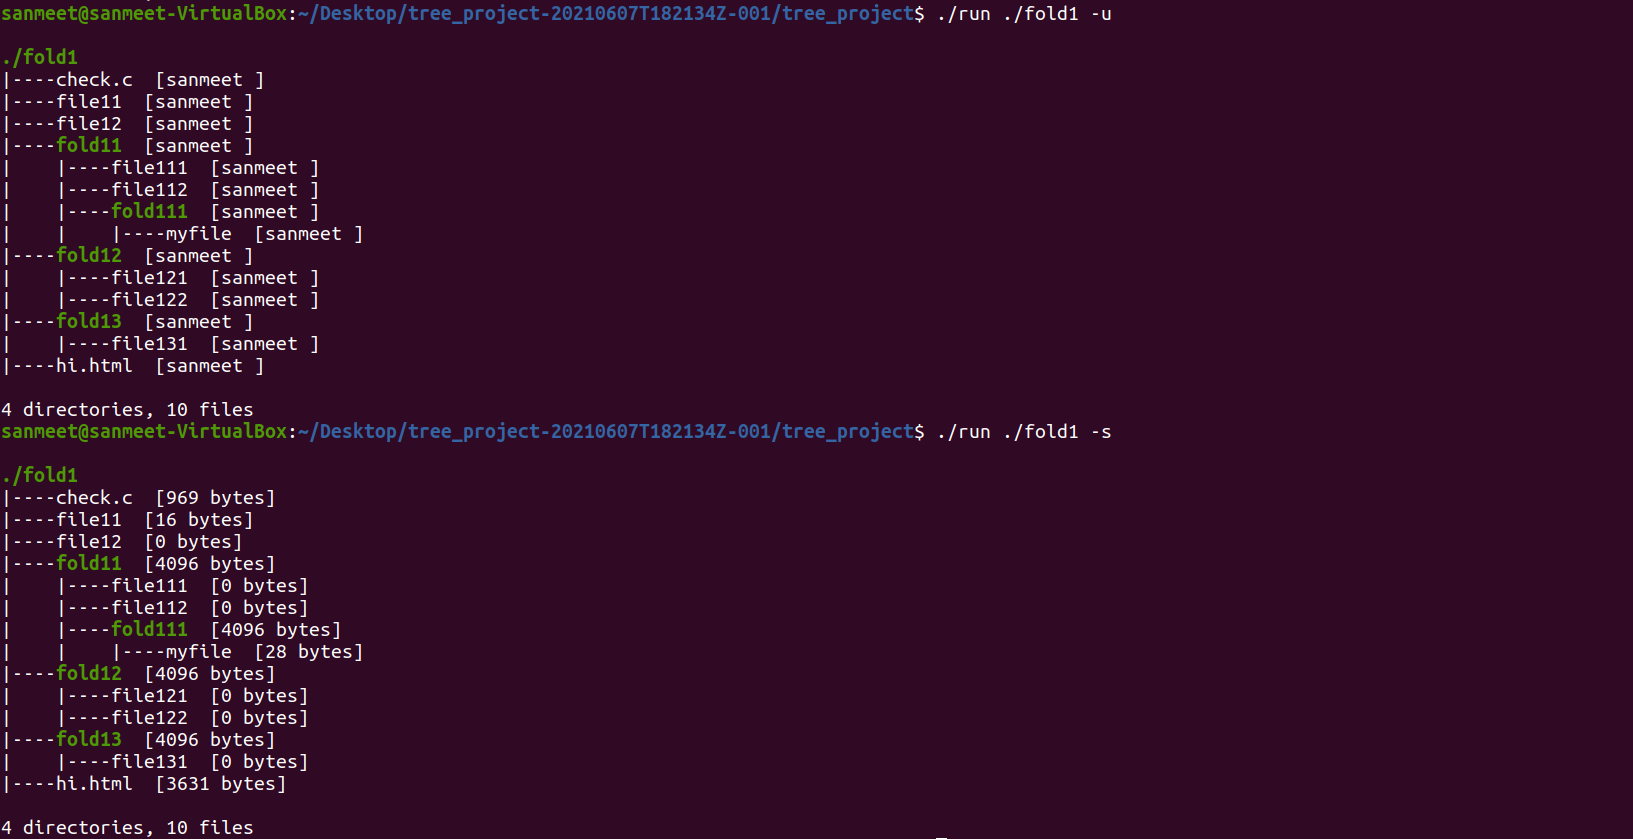 sanmeet@sanmeet-VirtualBox:~/Desktop/tree_project-20210607T182134Z-001/tree_project$ ./run ./fold1 -u

./fold1
|----check.c  [sanmeet ]
|----file11  [sanmeet ]
|----file12  [sanmeet ]
|----fold11  [sanmeet ]
|    |----file111  [sanmeet ]
|    |----file112  [sanmeet ]
|    |----fold111  [sanmeet ]
|    |    |----myfile  [sanmeet ]
|----fold12  [sanmeet ]
|    |----file121  [sanmeet ]
|    |----file122  [sanmeet ]
|----fold13  [sanmeet ]
|    |----file131  [sanmeet ]
|----hi.html  [sanmeet ]

4 directories, 10 files
sanmeet@sanmeet-VirtualBox:~/Desktop/tree_project-20210607T182134Z-001/tree_project$ ./run ./fold1 -s

./fold1
|----check.c  [969 bytes]
|----file11  [16 bytes]
|----file12  [0 bytes]
|----fold11  [4096 bytes]
|    |----file111  [0 bytes]
|    |----file112  [0 bytes]
|    |----fold111  [4096 bytes]
|    |    |----myfile  [28 bytes]
|----fold12  [4096 bytes]
|    |----file121  [0 bytes]
|    |----file122  [0 bytes]
|----fold13  [4096 bytes]
|    |----file131  [0 bytes]
|----hi.html  [3631 bytes]

4 directories, 10 files